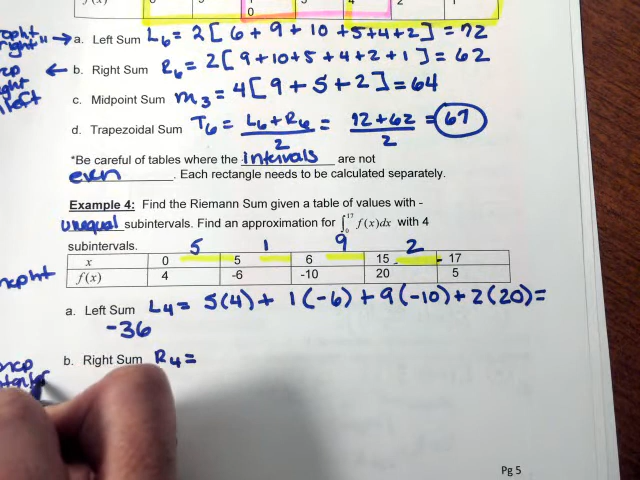 f(x) 0
a. Left Sum L6 = 2[6 + 9 + 10 + 5+4+2] = 72
right"
b. Right Sum R6 = 2[9+10+5+4+2+1] = 62
c. Midpoint Sum M3 = 4[9+5+2] = 64
left
d. Trapezoidal Sum T6 = L6+R6/2 = 72+62/2 = 67
*Be careful of tables where the intervals are not
even. Each rectangle needs to be calculated separately.
Example 4: Find the Riemann Sum given a table of values with -
unequal subintervals. Find an approximation for ∫₀¹⁷ f(x)dx with 4
subintervals. 5 1 9 2
x 0 5 6 15 17
f(x) 4 -6 -10 20 5
a. Left Sum L4 = 5(4) + 1(-6) + 9(-10) + 2(20) =
-36
b. Right Sum R4 =
Pg 5